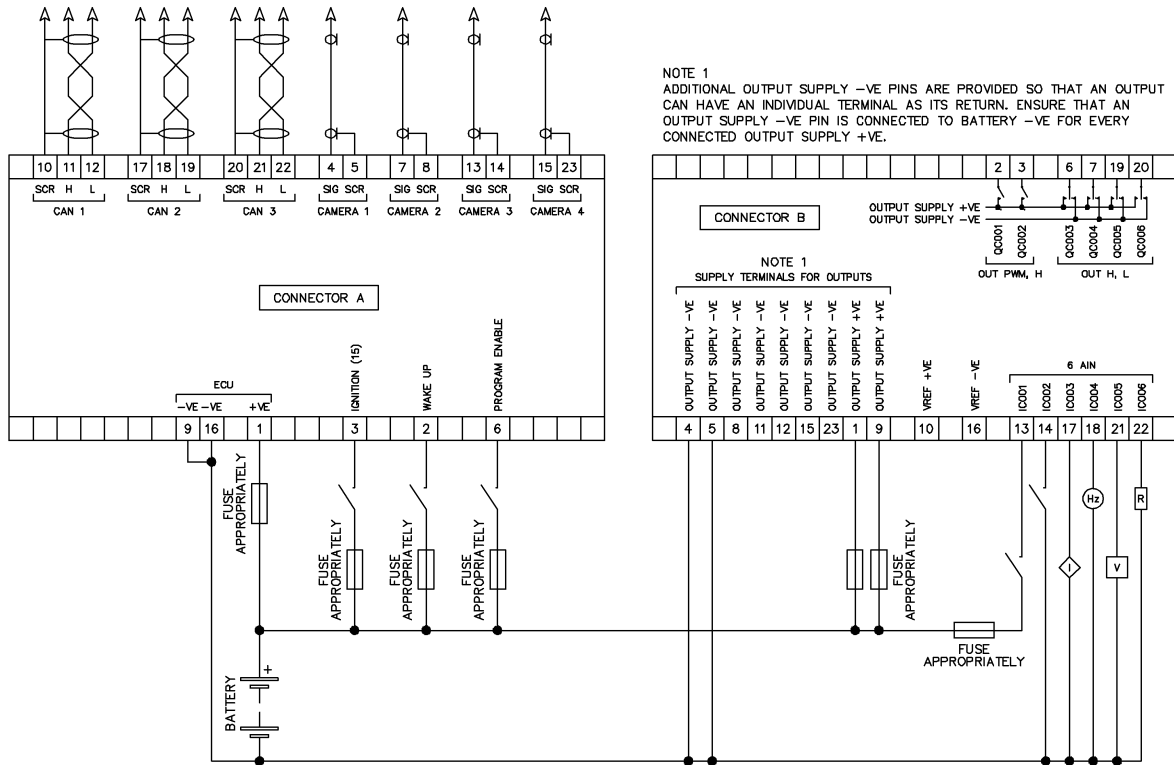 NOTE 1
ADDITIONAL OUTPUT SUPPLY –VE PINS ARE PROVIDED SO THAT AN OUTPUT
CAN HAVE AN INDIVIDUAL TERMINAL AS ITS RETURN. ENSURE THAT AN
OUTPUT SUPPLY –VE PIN IS CONNECTED TO BATTERY –VE FOR EVERY
CONNECTED OUTPUT SUPPLY +VE.
10 11 12 17 18 19 20 21 22 4 5 7 8 13 14 15 23
SCR H L SCR H L SCR H L SIG SCR SIG SCR SIG SCR SIG SCR
CAN 1 CAN 2 CAN 3 CAMERA 1 CAMERA 2 CAMERA 3 CAMERA 4
CONNECTOR A
ECU
–VE –VE +VE
IGNITION (15)
WAKE UP
PROGRAM ENABLE
9 16 1 3 2 6
FUSE
APPROPRIATELY
FUSE
APPROPRIATELY
FUSE
APPROPRIATELY
FUSE
APPROPRIATELY
+
BATTERY
2 3 6 7 19 20
CONNECTOR B
OUTPUT SUPPLY +VE
OUTPUT SUPPLY –VE
QC001
QC002
QC003
QC004
QC005
QC006
OUT PWM, H
OUT H, L
NOTE 1
SUPPLY TERMINALS FOR OUTPUTS
OUTPUT SUPPLY –VE
OUTPUT SUPPLY –VE
OUTPUT SUPPLY –VE
OUTPUT SUPPLY –VE
OUTPUT SUPPLY –VE
OUTPUT SUPPLY –VE
OUTPUT SUPPLY –VE
OUTPUT SUPPLY +VE
OUTPUT SUPPLY +VE
VREF +VE
VREF –VE
6 AIN
IC001
IC002
IC003
IC004
IC005
IC006
4 5 8 11 12 15 23 1 9 10 16 13 14 17 18 21 22
FUSE
APPROPRIATELY
Hz
R
I
V
FUSE
APPROPRIATELY